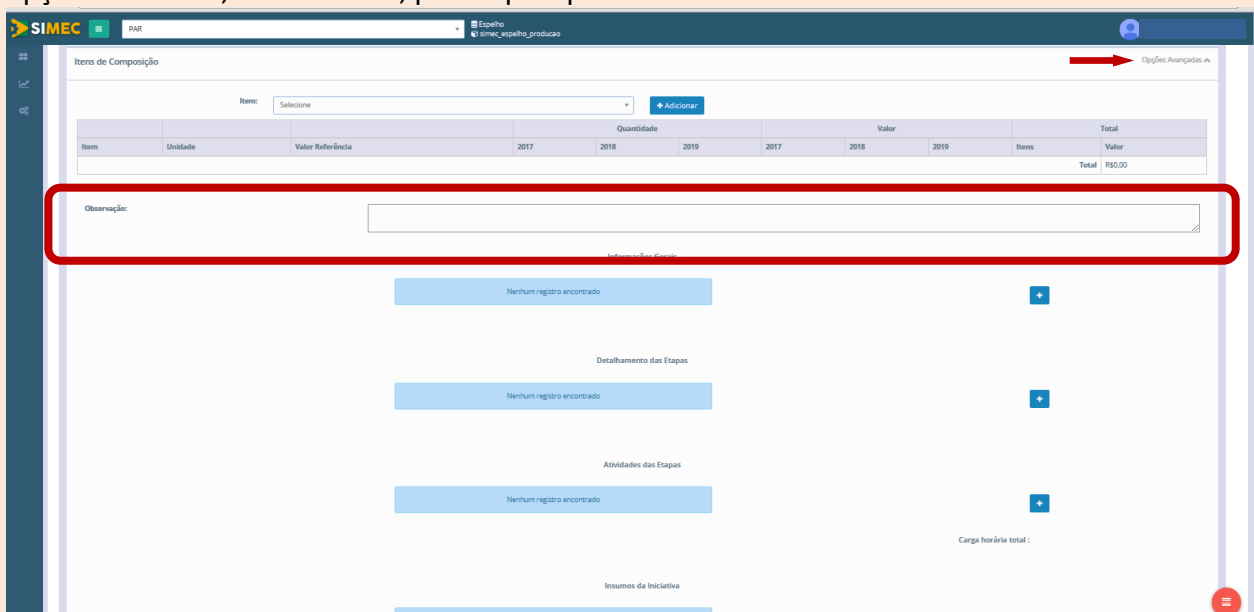 SIMEC
PAR
Espelho
simec_espelho_producao
Itens de Composição
Opções Avançadas
Item:
Selecione
+ Adicionar
Quantidade Valor Total
Item Unidade Valor Referência 2017 2018 2019 2017 2018 2019 Itens Valor
Total R$0,00
Observação:
Informações Gerais
Nenhum registro encontrado
+
Detalhamento das Etapas
Nenhum registro encontrado
+
Atividades das Etapas
Nenhum registro encontrado
+
Carga horária total :
Insumos da Iniciativa